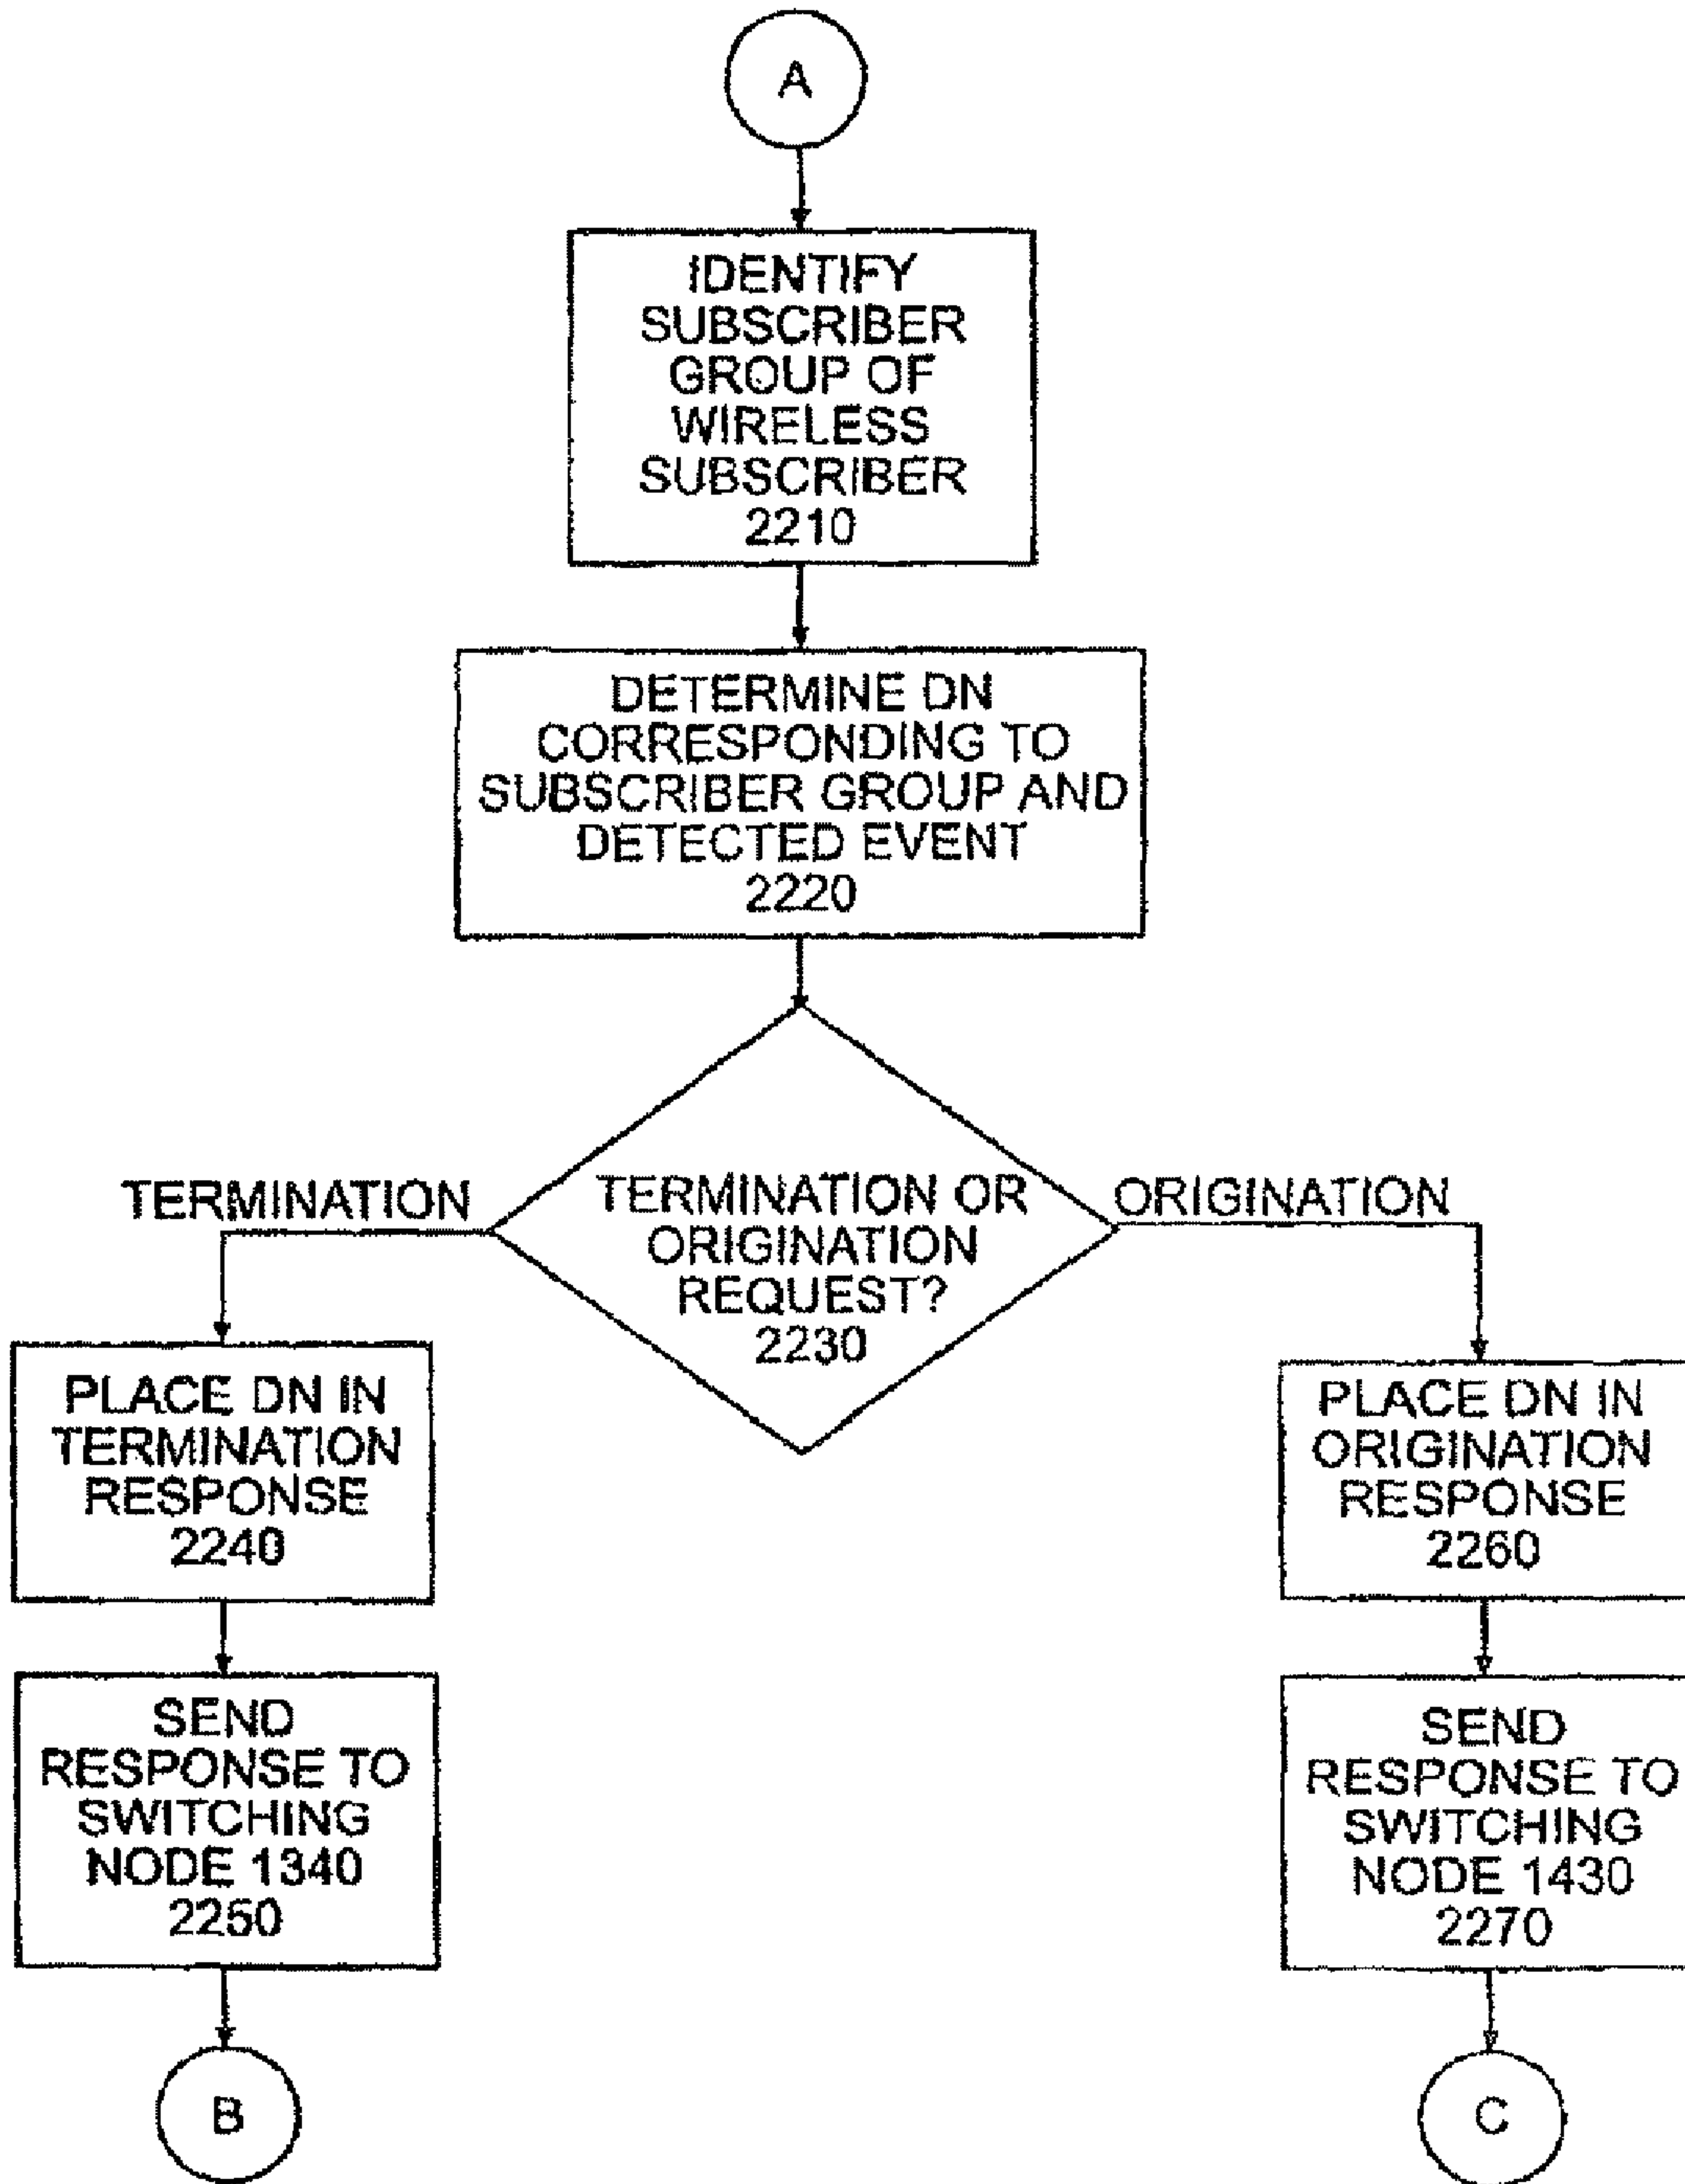 A
IDENTIFY
SUBSCRIBER
GROUP OF
WIRELESS
SUBSCRIBER
2210
DETERMINE DN
CORRESPONDING TO
SUBSCRIBER GROUP AND
DETECTED EVENT
2220
TERMINATION
TERMINATION OR
ORIGINATION
REQUEST?
2230
ORIGINATION
PLACE DN IN
TERMINATION
RESPONSE
2240
SEND
RESPONSE TO
SWITCHING
NODE 1340
2250
B
PLACE DN IN
ORIGINATION
RESPONSE
2260
SEND
RESPONSE TO
SWITCHING
NODE 1430
2270
C